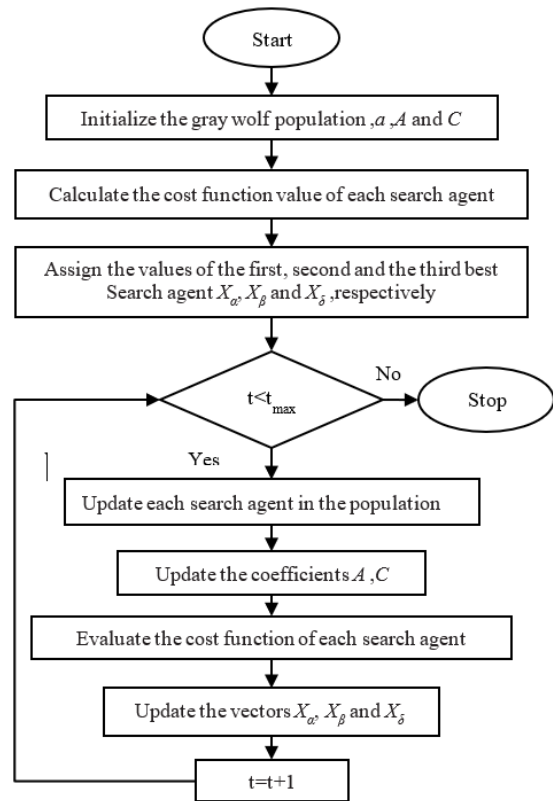 Start
Initialize the gray wolf population ,a ,A and C
Calculate the cost function value of each search agent
Assign the values of the first, second and the third best
Search agent Xα, Xβ and Xδ ,respectively
t<tmax
No
Stop
Yes
Update each search agent in the population
Update the coefficients A ,C
Evaluate the cost function of each search agent
Update the vectors Xα, Xβ and Xδ
t=t+1